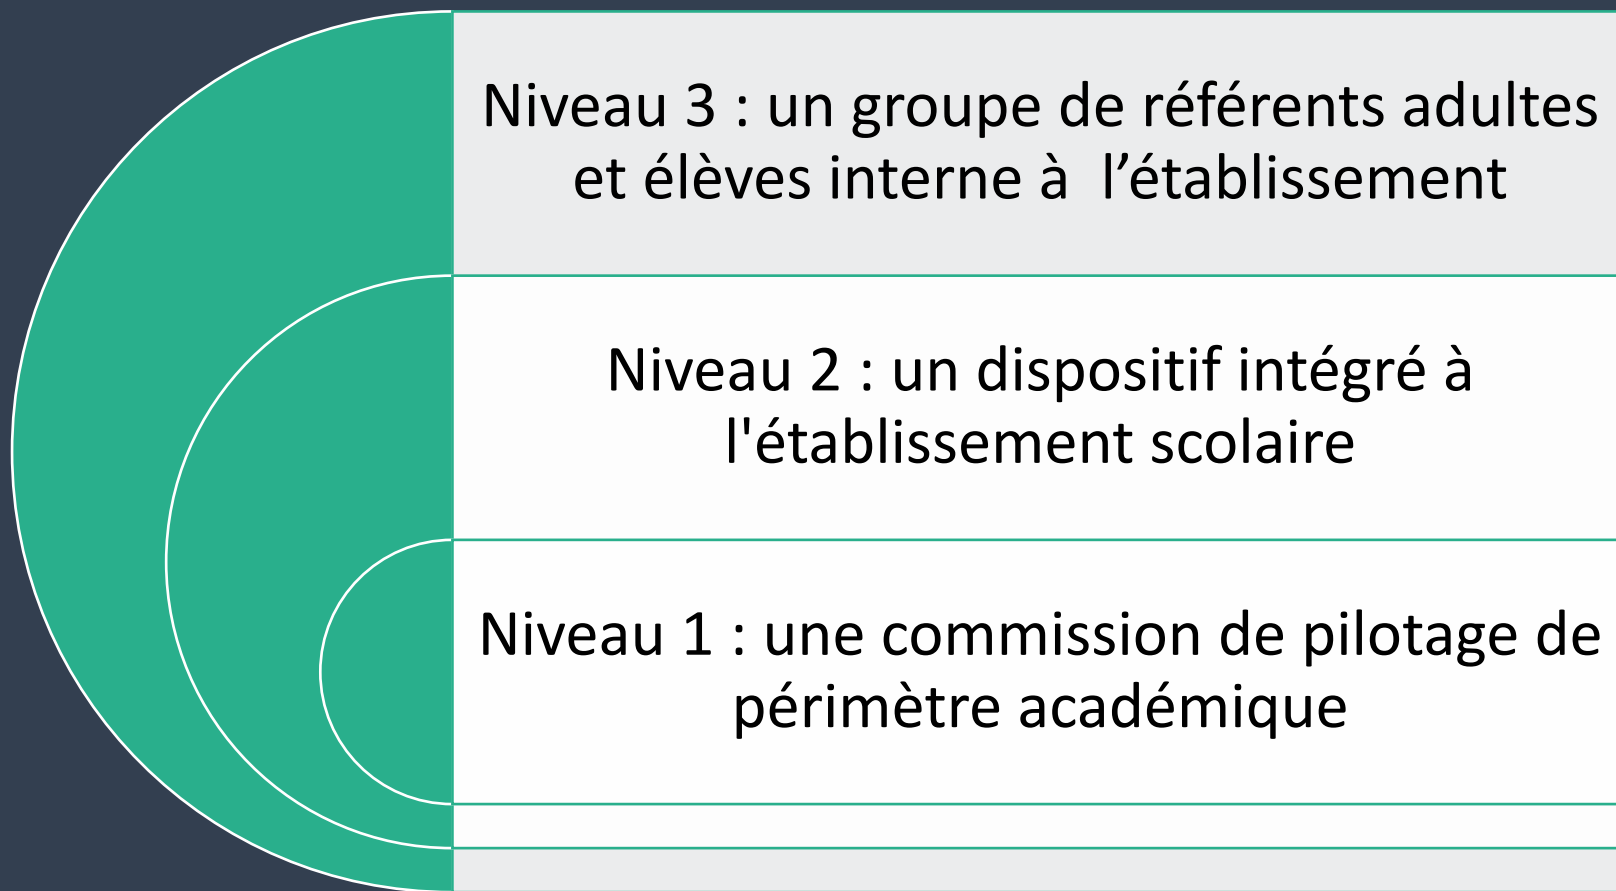 Niveau 3 : un groupe de référents adultes
et élèves interne à  l’établissement
Niveau 2 : un dispositif intégré à
l'établissement scolaire
Niveau 1 : une commission de pilotage de
périmètre académique